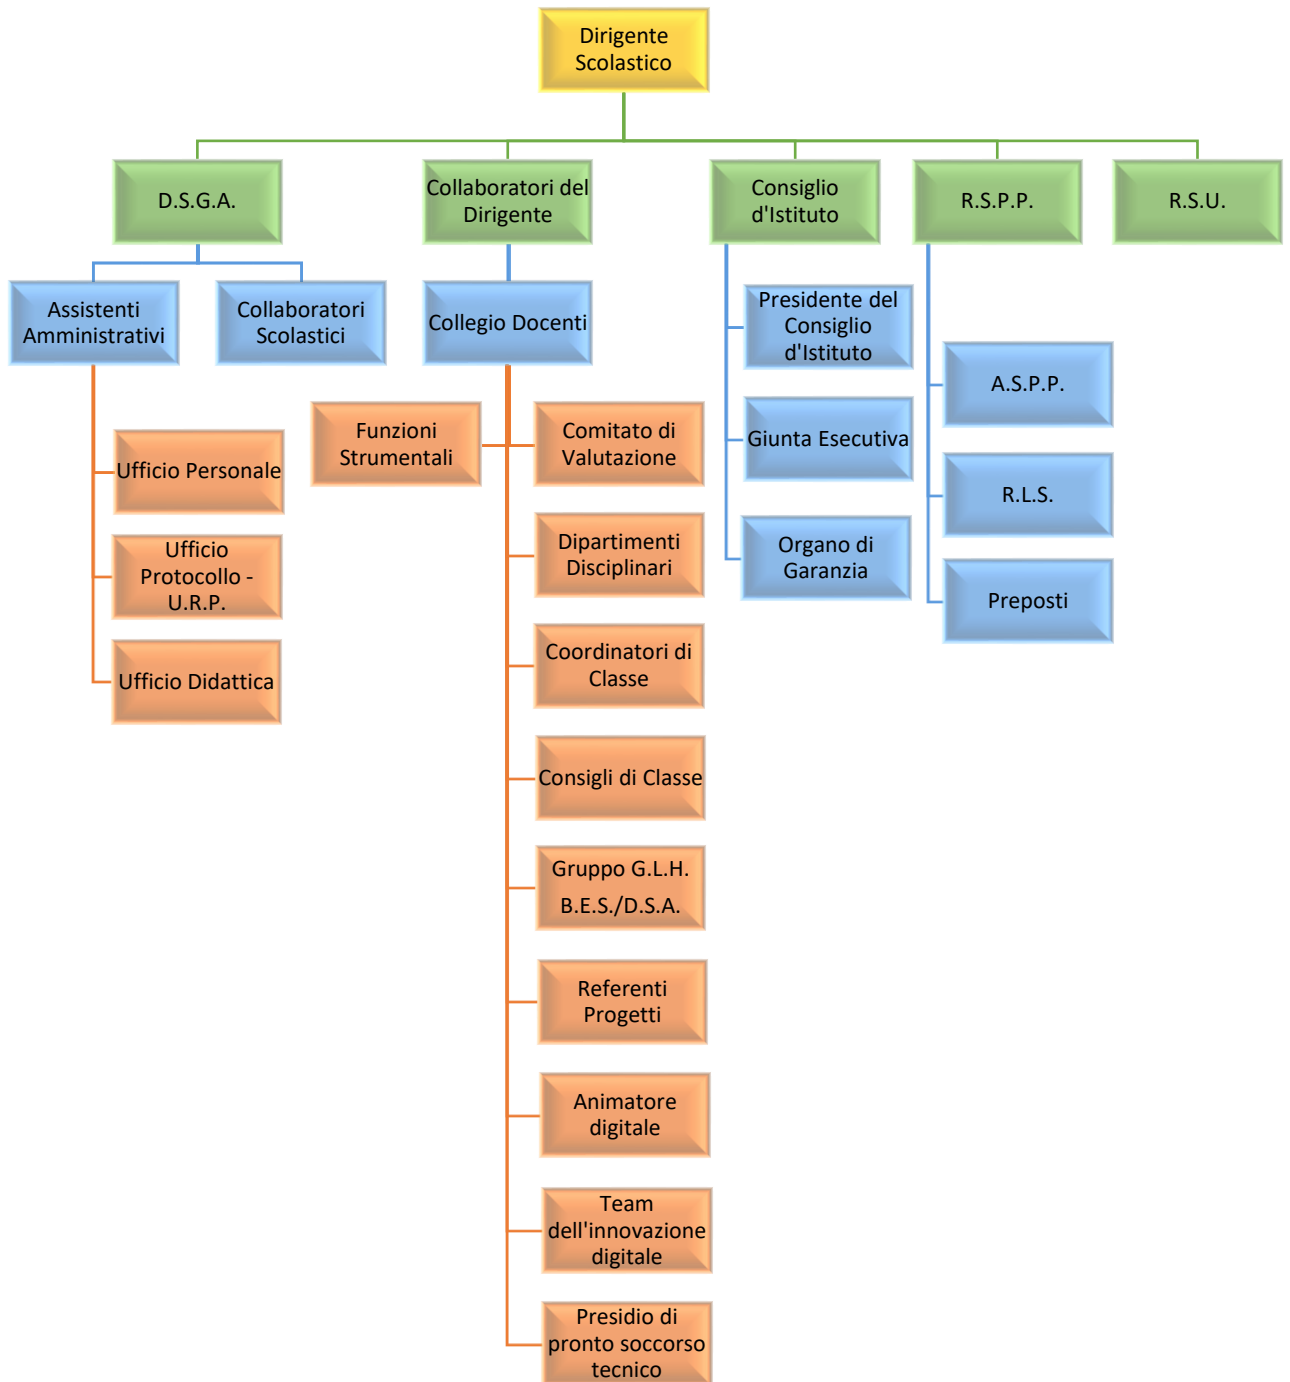 Dirigente
Scolastico
D.S.G.A.
Collaboratori del
Dirigente
Consiglio
d'Istituto
R.S.P.P.
R.S.U.
Assistenti
Amministrativi
Collaboratori
Scolastici
Collegio Docenti
Presidente del
Consiglio
d'Istituto
A.S.P.P.
Funzioni
Strumentali
Comitato di
Valutazione
Giunta Esecutiva
Ufficio Personale
R.L.S.
Ufficio
Protocollo -
U.R.P.
Dipartimenti
Disciplinari
Organo di
Garanzia
Preposti
Ufficio Didattica
Coordinatori di
Classe
Consigli di Classe
Gruppo G.L.H.
B.E.S./D.S.A.
Referenti
Progetti
Animatore
digitale
Team
dell'innovazione
digitale
Presidio di
pronto soccorso
tecnico